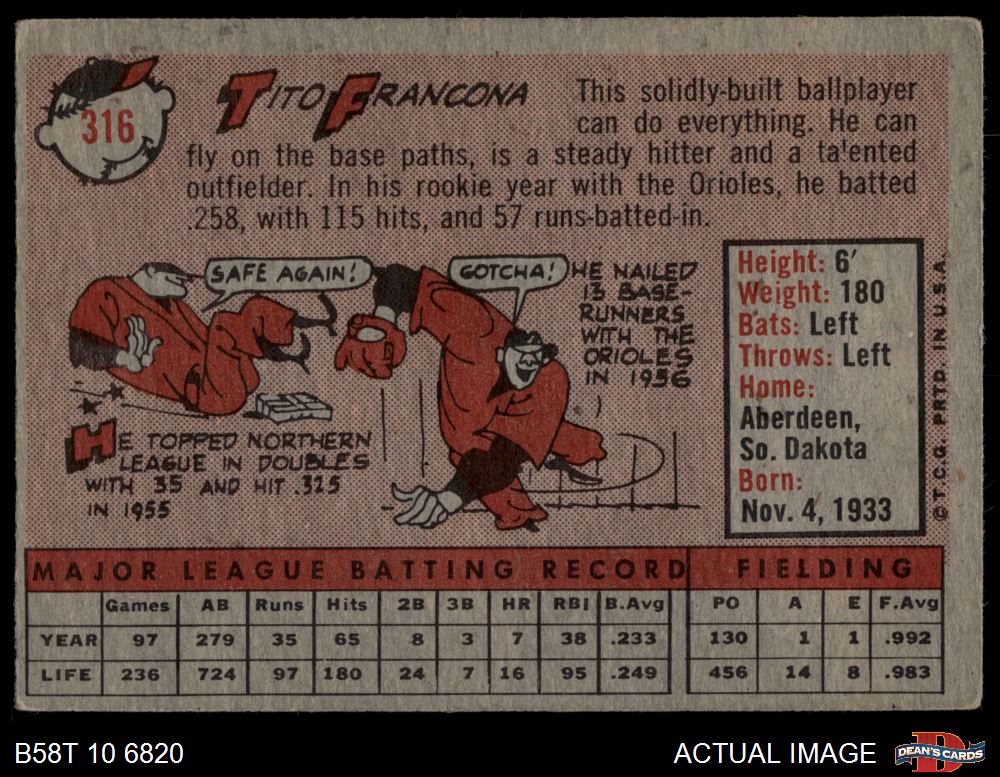 316
TITO FRANCONA
This solidly-built ballplayer
can do everything. He can
fly on the base paths, is a steady hitter and a ta'ented
outfielder. In his rookie year with the Orioles, he batted
.258, with 115 hits, and 57 runs-batted-in.
SAFE AGAIN!
HE TOPPED NORTHERN
LEAGUE IN DOUBLES
WITH 35 AND HIT .315
IN 1955
GOTCHA!
HE NAILED
13 BASE-
RUNNERS
WITH THE
ORIOLES
IN 1956
Height: 6'
Weight: 180
Bats: Left
Throws: Left
Home:
Aberdeen,
So. Dakota
Born:
Nov. 4, 1933
© T.C.G. PRTD. IN U.S.A.
MAJOR LEAGUE BATTING RECORD FIELDING
Games AB Runs Hits 2B 3B HR RBI B.Avg PO A E F.Avg
YEAR 97 279 35 65 8 3 7 38 .233 130 1 1 .992
LIFE 236 724 97 180 24 7 16 95 .249 456 14 8 .983
B58T 10 6820 ACTUAL IMAGE DEAN'S CARDS